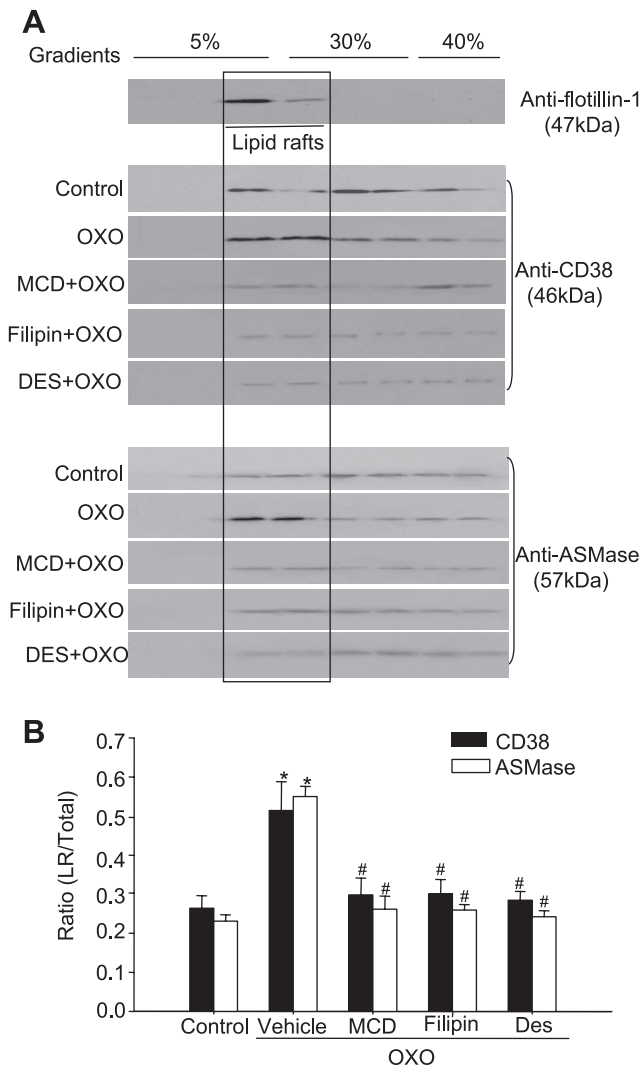 A
5% 30% 40%
Gradients
Anti-flotillin-1
(47kDa)
Lipid rafts
Control
OXO
MCD+OXO
Filipin+OXO
DES+OXO
Anti-CD38
(46kDa)
Control
OXO
MCD+OXO
Filipin+OXO
DES+OXO
Anti-ASMase
(57kDa)
B
CD38
ASMase
Ratio (LR/Total)
0.7
0.6
0.5
0.4
0.3
0.2
0.1
0.0
* *
# #
# #
# #
Control Vehicle MCD Filipin Des
OXO